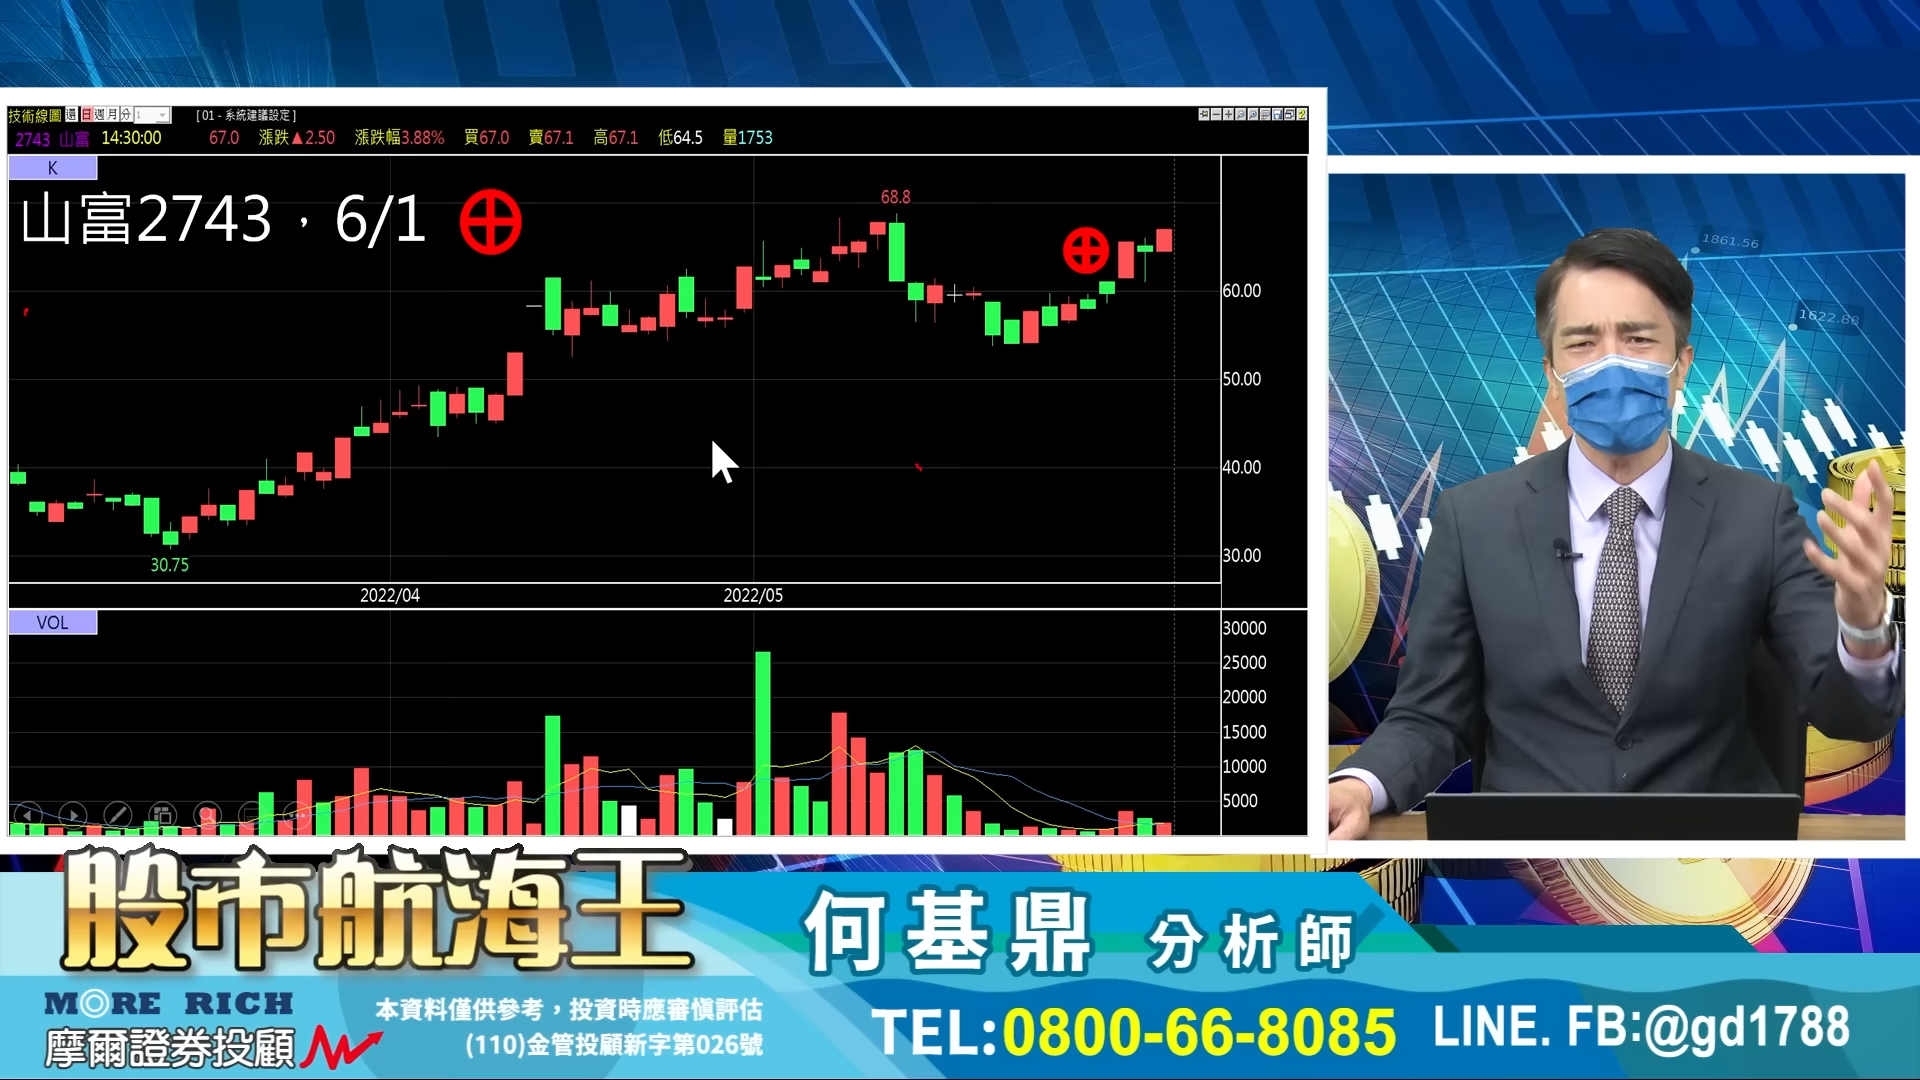 技術線圖 還 日 週 月 分 1 [ 01 - 系統建議設定 ]
2743 山富 14:30:00 67.0 漲跌▲2.50 漲跌幅3.88% 買67.0 賣67.1 高67.1 低64.5 量1753
K
山富2743，6/1
68.8
60.00
50.00
40.00
30.00
30.75
2022/04 2022/05
VOL
30000
25000
20000
15000
10000
5000
1861.56
1622.88
股市航海王
何基鼎 分析師
MORE RICH
摩爾證券投顧
本資料僅供參考，投資時應審慎評估
(110)金管投顧新字第026號
TEL:0800-66-8085
LINE. FB:@gd1788